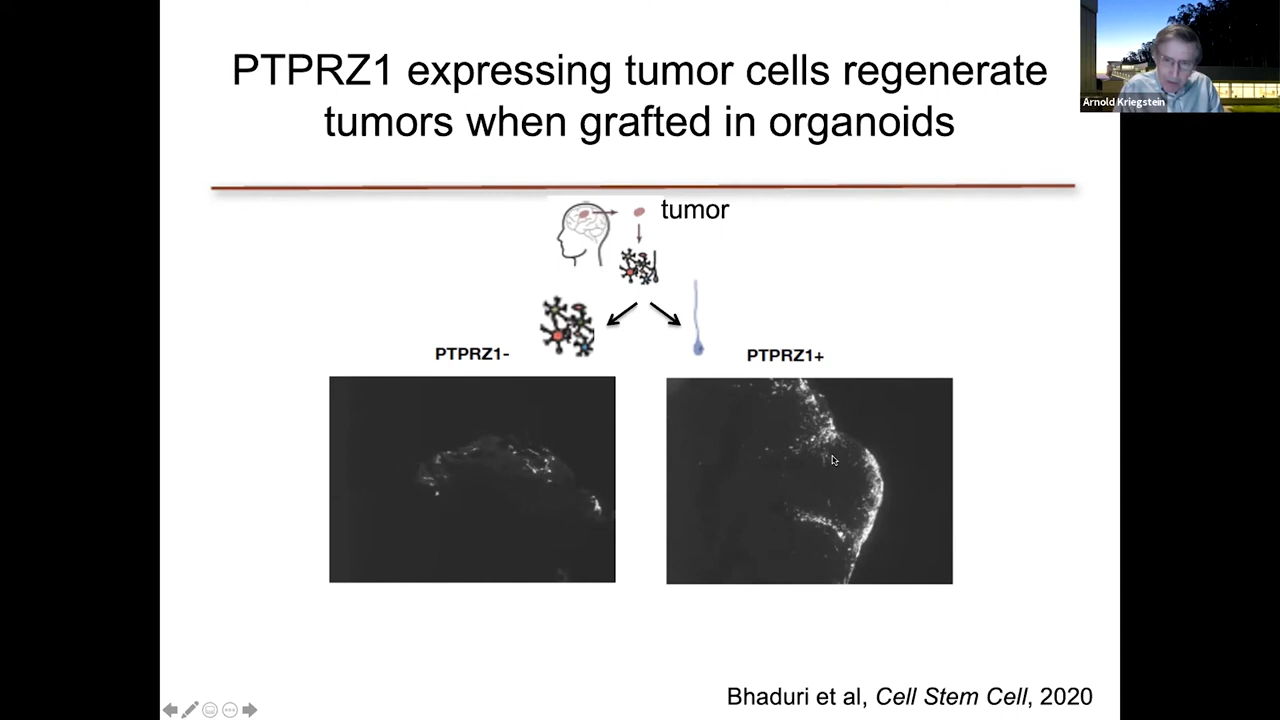 PTPRZ1 expressing tumor cells regenerate
tumors when grafted in organoids
Arnold Kriegstein
tumor
PTPRZ1-
PTPRZ1+
Bhaduri et al, Cell Stem Cell, 2020